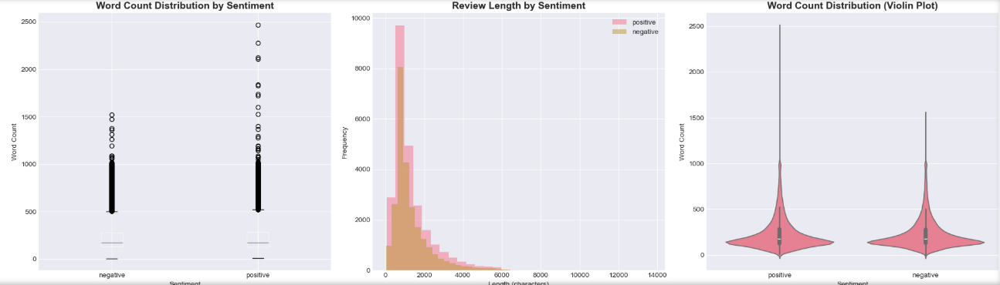 Word Count Distribution by Sentiment
2500
2000
1500
1000
500
0
Word Count
negative
positive
Sentiment
Review Length by Sentiment
positive
negative
10000
8000
6000
4000
2000
0
Frequency
0 2000 4000 6000 8000 10000 12000 14000
Length (characters)
Word Count Distribution (Violin Plot)
2500
2000
1500
1000
500
0
Word Count
positive
negative
Sentiment